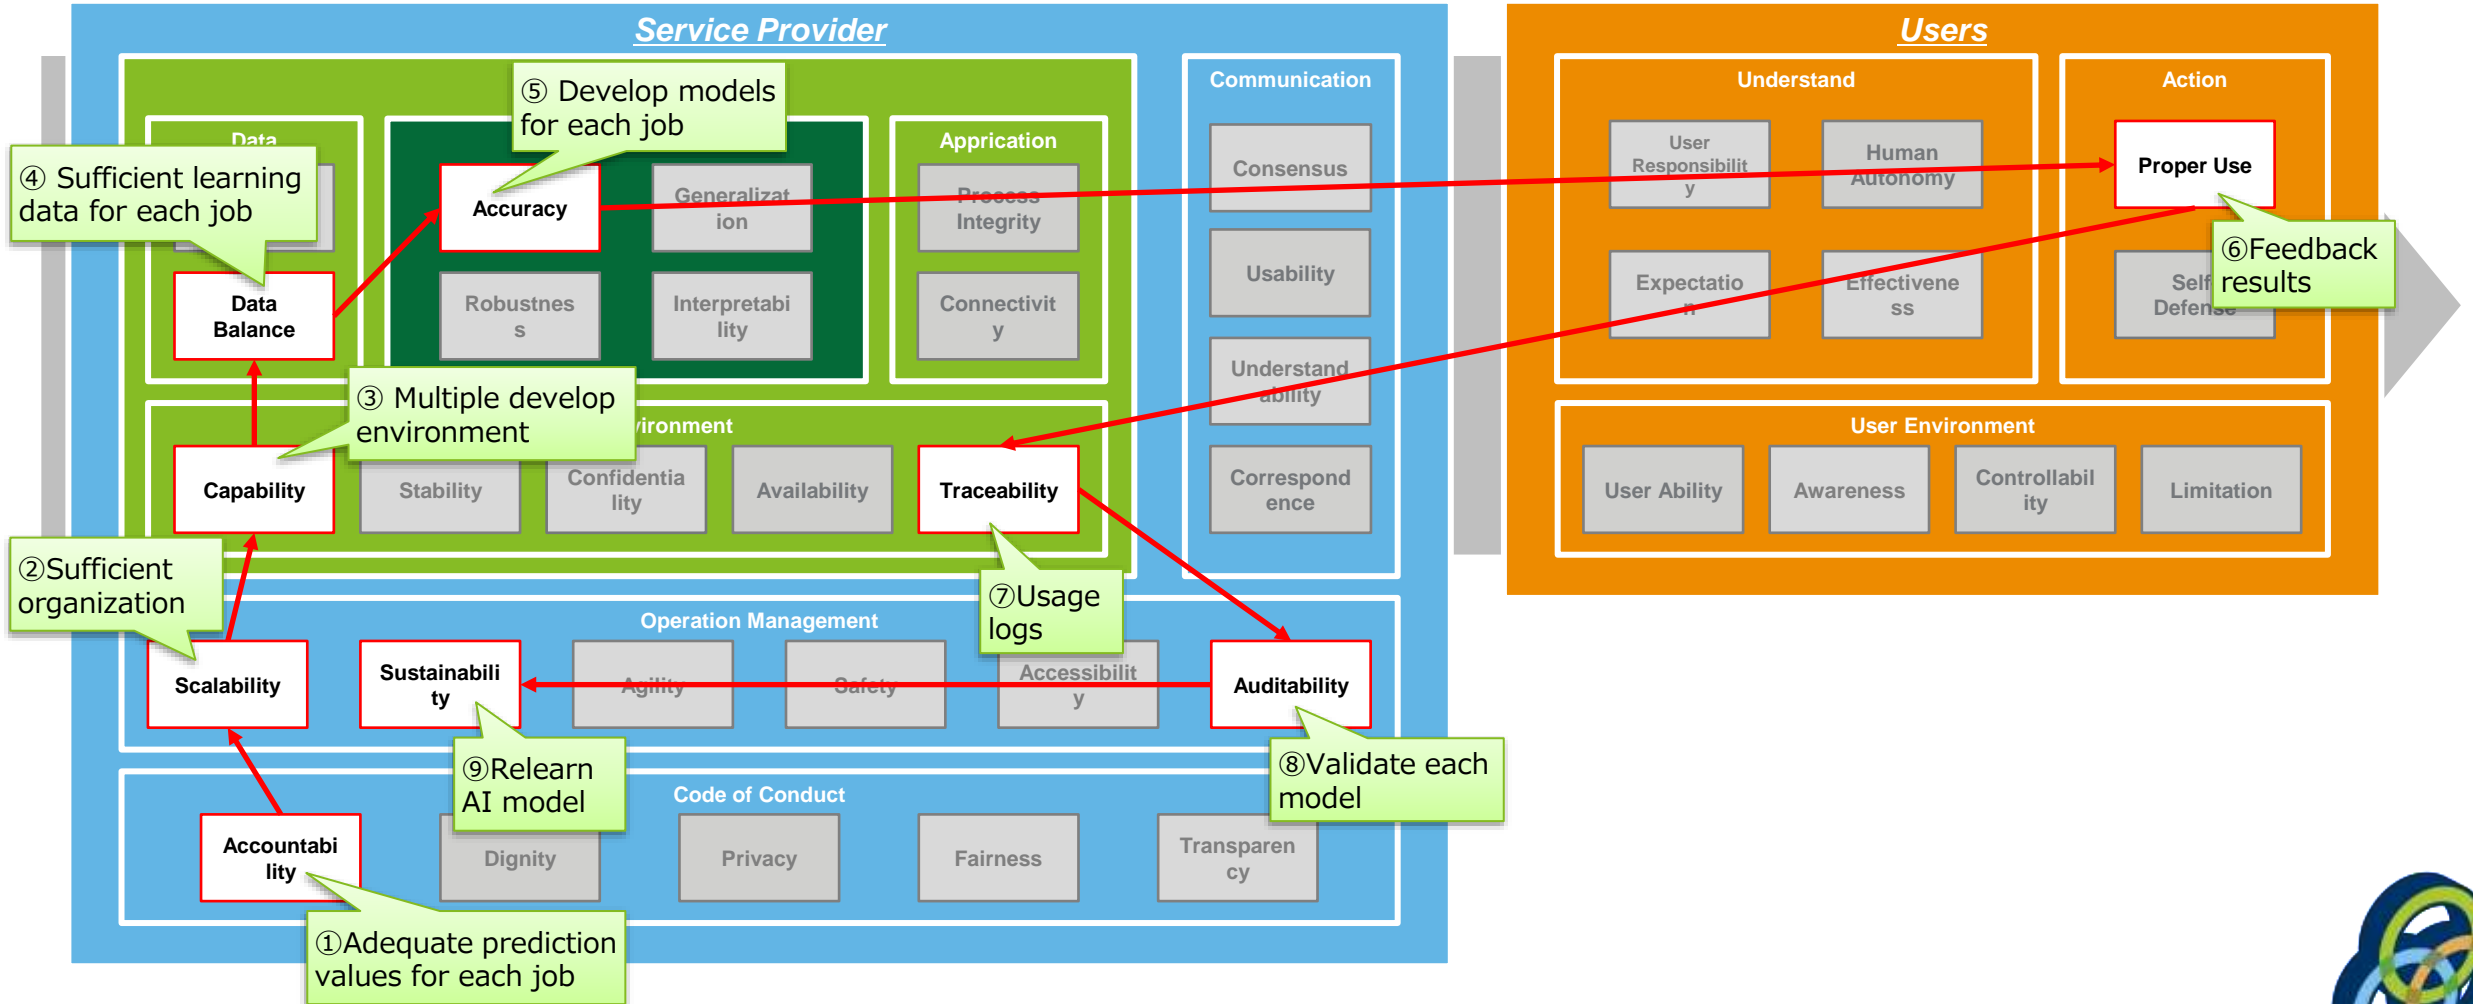 Service Provider
Users
⑤ Develop models
for each job
Communication
Understand
Action
Data
Apprication
④ Sufficient learning
data for each job
Accuracy
Generalizat
ion
Process
Integrity
Consensus
User
Responsibilit
y
Human
Autonomy
Proper Use
Data
Balance
Robustnes
s
Interpretabi
lity
Connectivit
y
Usability
Expectatio
n
Effectivene
ss
Self
Defense
⑥Feedback
results
Understand
ability
③ Multiple develop
environment
vironment
User Environment
Capability
Stability
Confidentia
lity
Availability
Traceability
Correspond
ence
User Ability
Awareness
Controllabil
ity
Limitation
②Sufficient
organization
⑦Usage
logs
Operation Management
Scalability
Sustainabili
ty
Agility
Safety
Accessibilit
y
Auditability
⑨Relearn
AI model
⑧Validate each
model
Code of Conduct
Accountabi
lity
Dignity
Privacy
Fairness
Transparen
cy
①Adequate prediction
values for each job